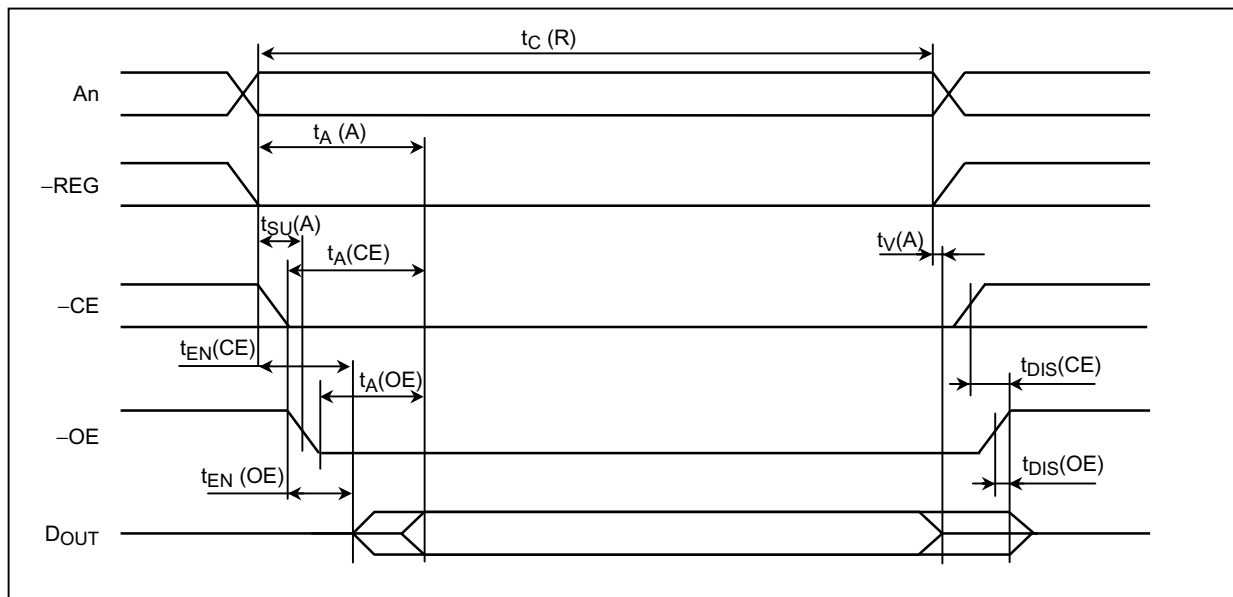 tC (R)
An
tA (A)
–REG
tSU(A)
tA(CE)
tV(A)
–CE
tEN(CE)
tA(OE)
tDIS(CE)
–OE
tEN (OE)
tDIS(OE)
DOUT